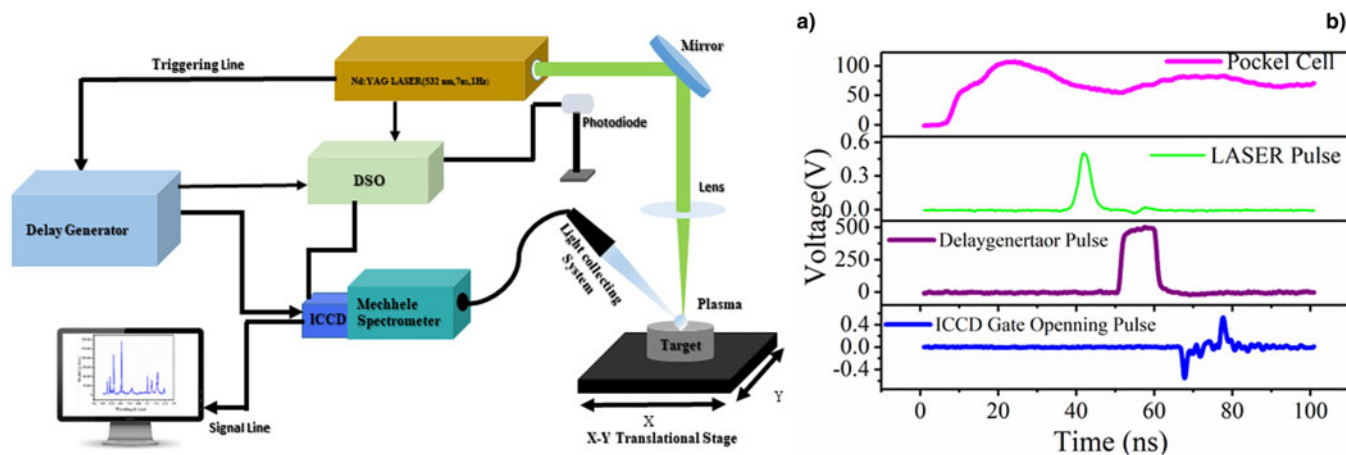 a)
b)
Triggering Line
Nd:YAG LASER(532 nm,7ns,1Hz)
Mirror
Photodiode
DSO
Delay Generator
Lens
Light collecting
System
ICCD
Mechhele
Spectrometer
Plasma
Target
Signal Line
X
Y
X-Y Translational Stage
Voltage(V)
100
50
0
Pockel Cell
0.6
0.3
0.0
LASER Pulse
500
250
0
Delaygenertaor Pulse
0.4
0.0
-0.4
ICCD Gate Openning Pulse
0
20
40
60
80
100
Time (ns)